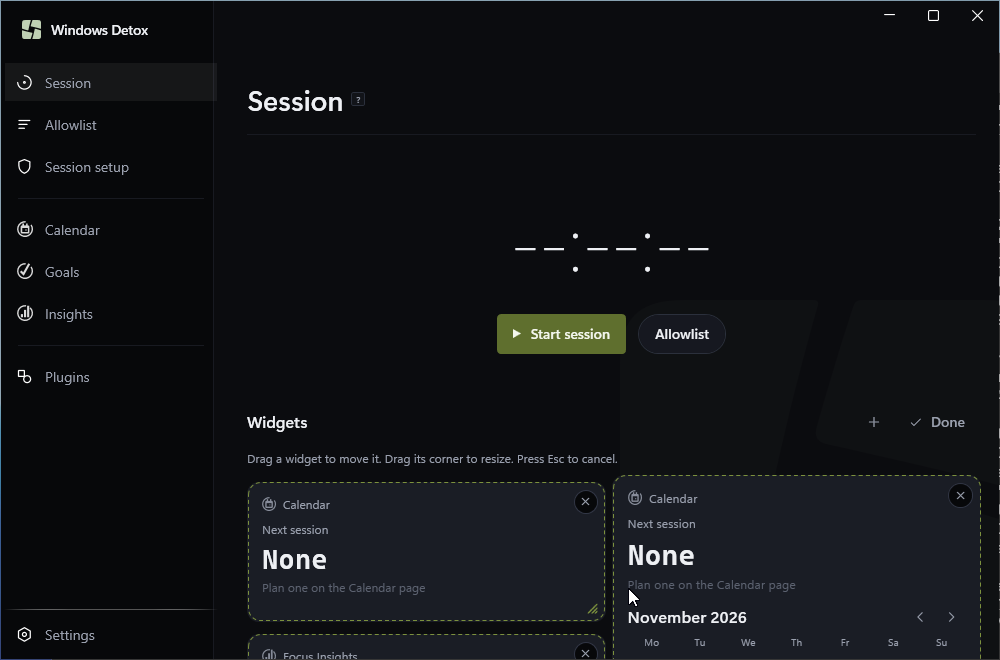 Windows Detox
Session
Allowlist
Session setup
Calendar
Goals
Insights
Plugins
Settings
Session ?
--:--:--
Start session
Allowlist
Widgets
Done
Drag a widget to move it. Drag its corner to resize. Press Esc to cancel.
Calendar
Next session
None
Plan one on the Calendar page
Focus Insights
Calendar
Next session
None
Plan one on the Calendar page
November 2026
Mo Tu We Th Fr Sa Su